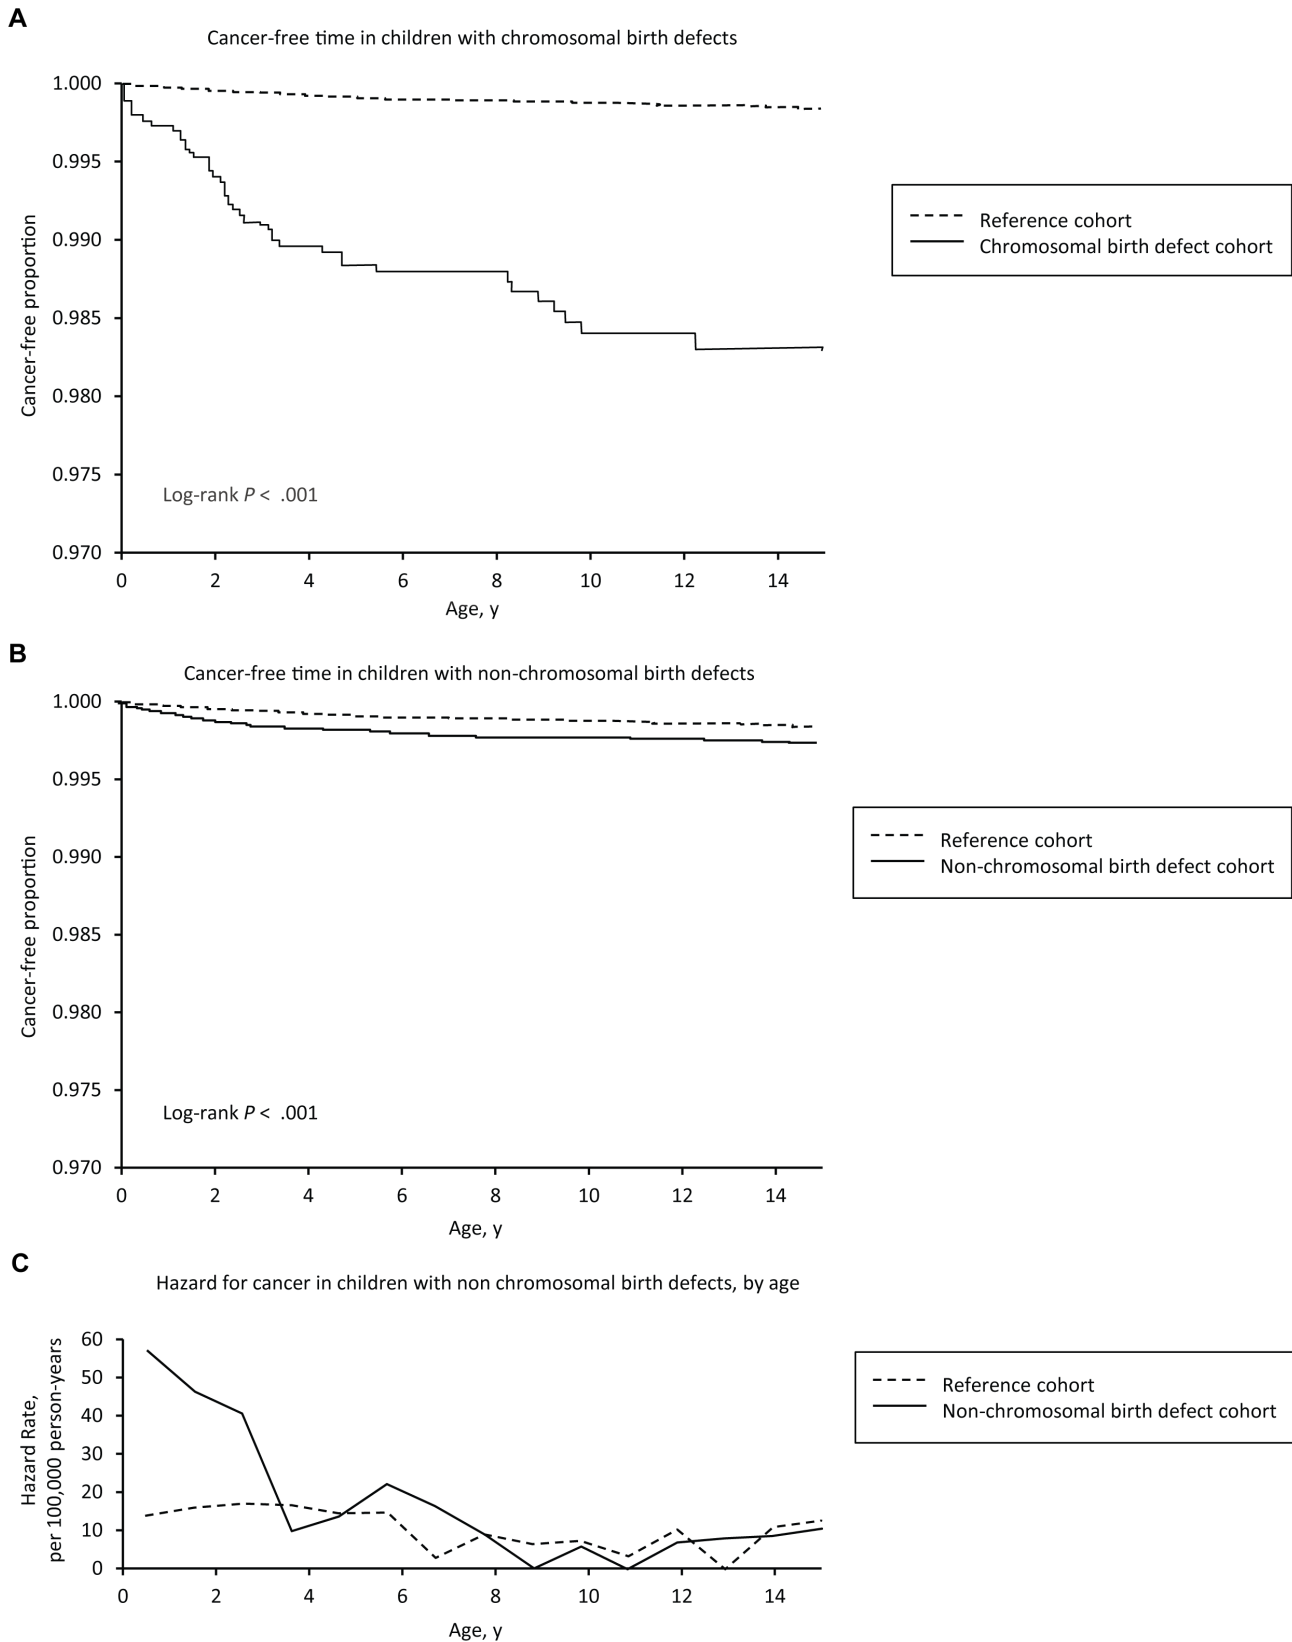 A
Cancer-free time in children with chromosomal birth defects
1.000
0.995
0.990
0.985
0.980
0.975
0.970
Cancer-free proportion
Log-rank P < .001
0 2 4 6 8 10 12 14
Age, y
Reference cohort
Chromosomal birth defect cohort
B
Cancer-free time in children with non-chromosomal birth defects
1.000
0.995
0.990
0.985
0.980
0.975
0.970
Cancer-free proportion
Log-rank P < .001
0 2 4 6 8 10 12 14
Age, y
Reference cohort
Non-chromosomal birth defect cohort
C
Hazard for cancer in children with non chromosomal birth defects, by age
60
50
40
30
20
10
0
Hazard Rate,
per 100,000 person-years
0 2 4 6 8 10 12 14
Age, y
Reference cohort
Non-chromosomal birth defect cohort